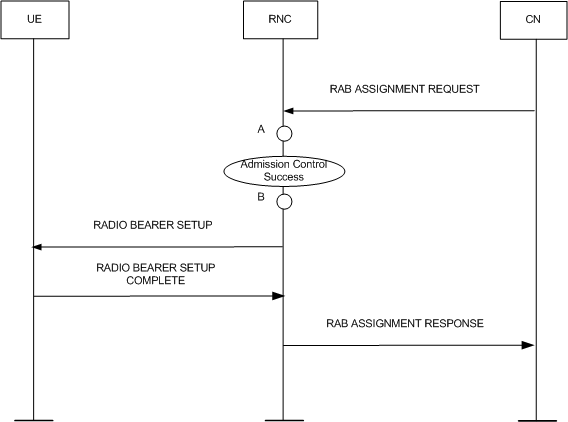 UE
RNC
CN
RAB ASSIGNMENT REQUEST
A
Admission Control
Success
B
RADIO BEARER SETUP
RADIO BEARER SETUP
COMPLETE
RAB ASSIGNMENT RESPONSE